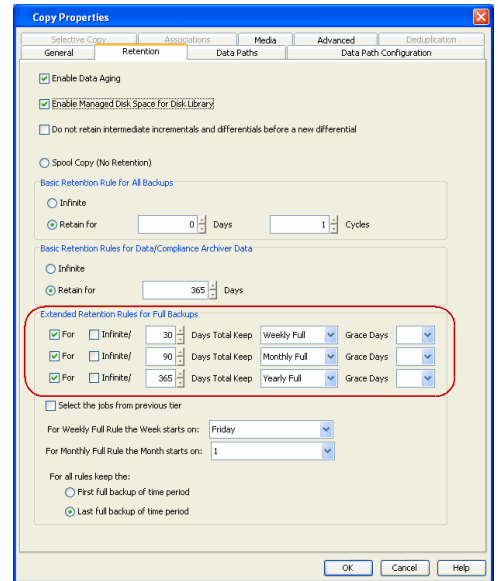 Copy Properties
Selective Copy Associations Media Advanced Deduplication
General Retention Data Paths Data Path Configuration
Enable Data Aging
Enable Managed Disk Space for Disk Library
Do not retain intermediate incrementals and differentials before a new differential
Spool Copy (No Retention)
Basic Retention Rule for All Backups
Infinite
Retain for 0 Days 1 Cycles
Basic Retention Rules for Data/Compliance Archiver Data
Infinite
Retain for 365 Days
Extended Retention Rules for Full Backups
For Infinite/ 30 Days Total Keep Weekly Full Grace Days
For Infinite/ 90 Days Total Keep Monthly Full Grace Days
For Infinite/ 365 Days Total Keep Yearly Full Grace Days
Select the jobs from previous tier
For Weekly Full Rule the Week starts on: Friday
For Monthly Full Rule the Month starts on: 1
For all rules keep the:
First full backup of time period
Last full backup of time period
OK Cancel Help